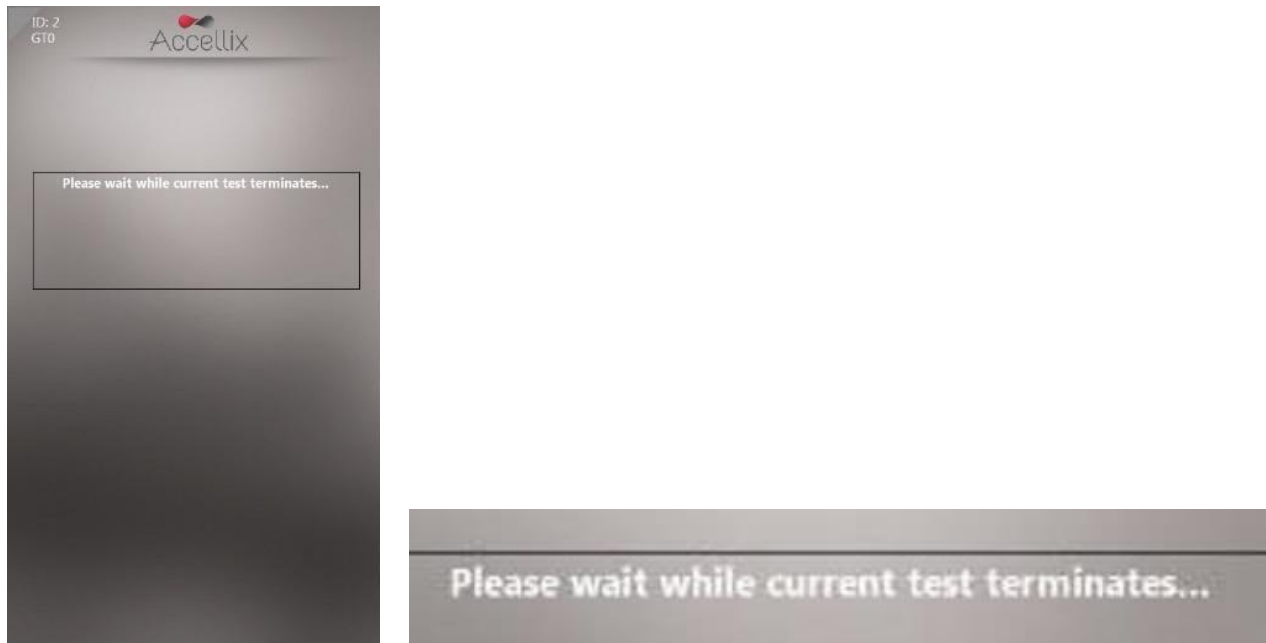 ID: 2
GT0
Accellix
Please wait while current test terminates...
Please wait while current test terminates...